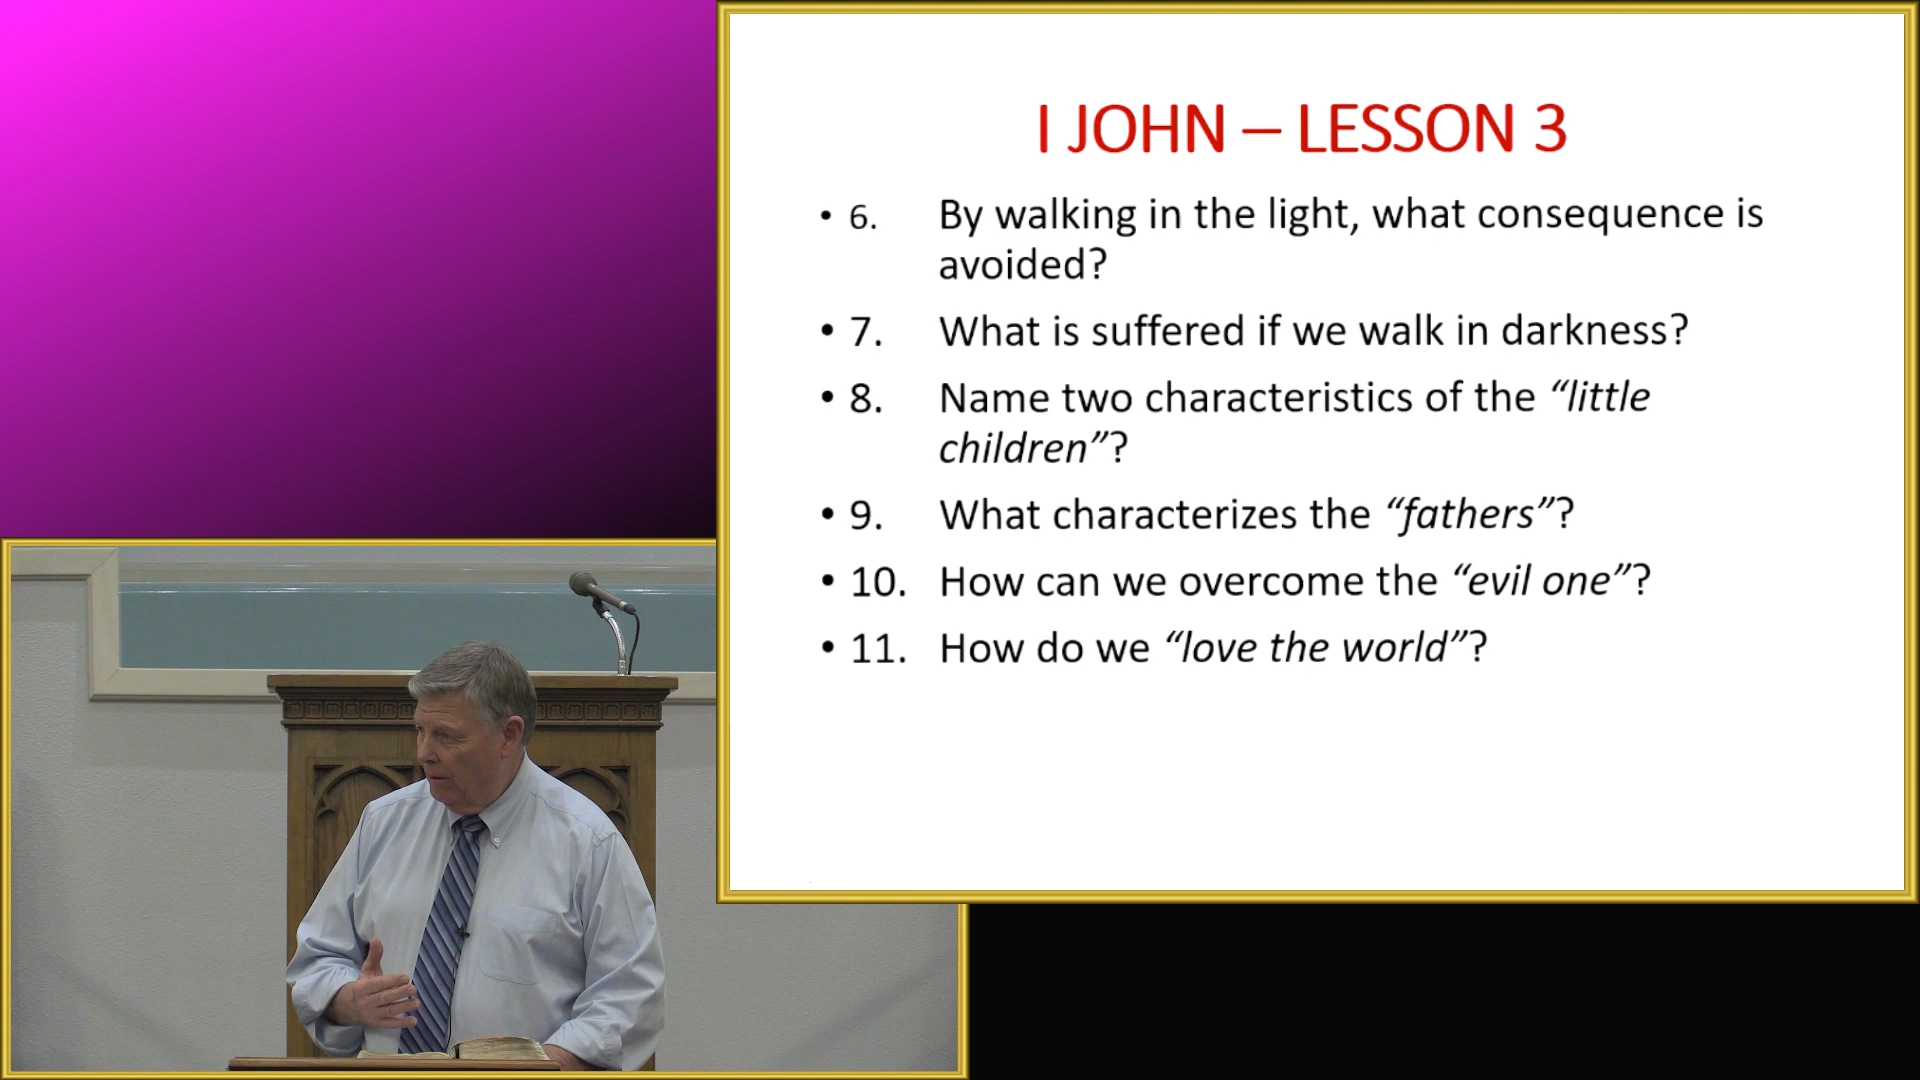 I JOHN – LESSON 3
• 6. By walking in the light, what consequence is
avoided?
• 7. What is suffered if we walk in darkness?
• 8. Name two characteristics of the “little
children”?
• 9. What characterizes the “fathers”?
• 10. How can we overcome the “evil one”?
• 11. How do we “love the world”?